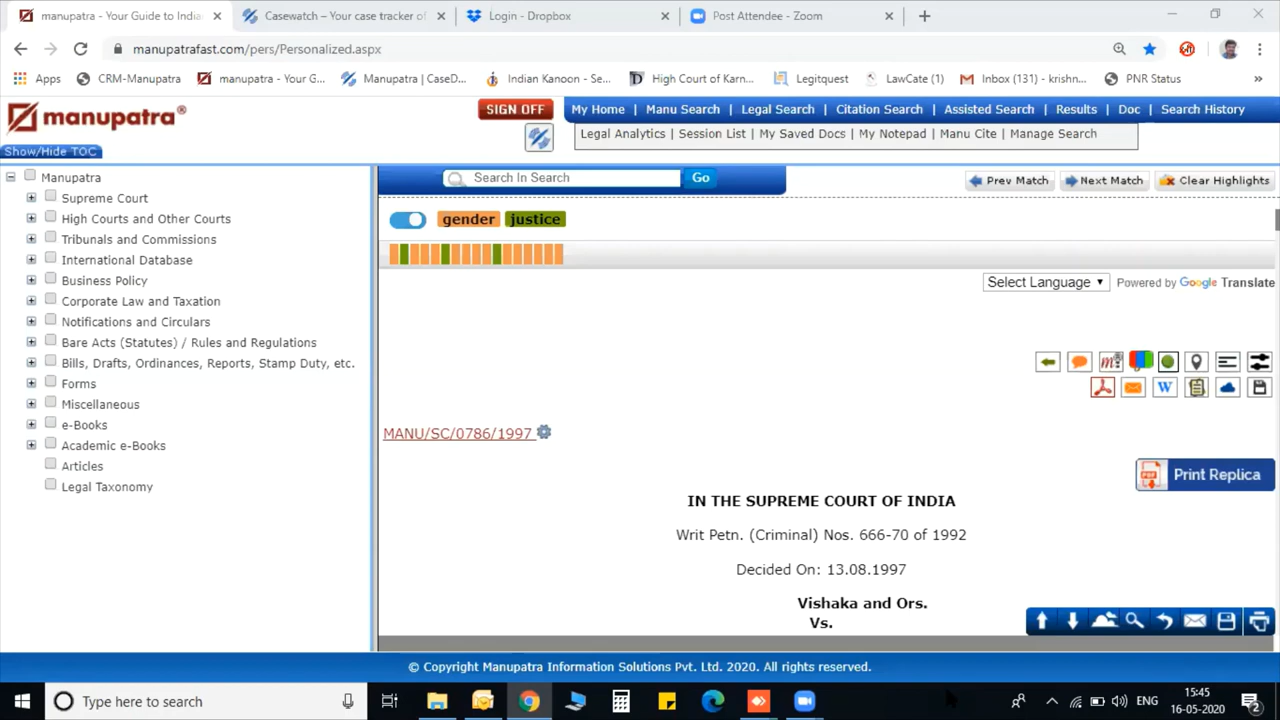 manupatra - Your Guide to India
Casewatch – Your case tracker of
Login - Dropbox
Post Attendee - Zoom
manupatrafast.com/pers/Personalized.aspx
Apps
CRM-Manupatra
manupatra - Your G...
Manupatra | CaseD...
Indian Kanoon - Se...
High Court of Karn...
Legitquest
LawCate (1)
Inbox (131) - krishn...
PNR Status
»
manupatra®
SIGN OFF
My Home | Manu Search | Legal Search | Citation Search | Assisted Search | Results | Doc | Search History
Legal Analytics | Session List | My Saved Docs | My Notepad | Manu Cite | Manage Search
Show/Hide TOC
Manupatra
Supreme Court
High Courts and Other Courts
Tribunals and Commissions
International Database
Business Policy
Corporate Law and Taxation
Notifications and Circulars
Bare Acts (Statutes) / Rules and Regulations
Bills, Drafts, Ordinances, Reports, Stamp Duty, etc.
Forms
Miscellaneous
e-Books
Academic e-Books
Articles
Legal Taxonomy
Search In Search
Go
Prev Match
Next Match
Clear Highlights
gender justice
Select Language ▼ Powered by Google Translate
MANU/SC/0786/1997
Print Replica
IN THE SUPREME COURT OF INDIA
Writ Petn. (Criminal) Nos. 666-70 of 1992
Decided On: 13.08.1997
Vishaka and Ors.
Vs.
© Copyright Manupatra Information Solutions Pvt. Ltd. 2020. All rights reserved.
Type here to search
ENG
15:45
16-05-2020
2